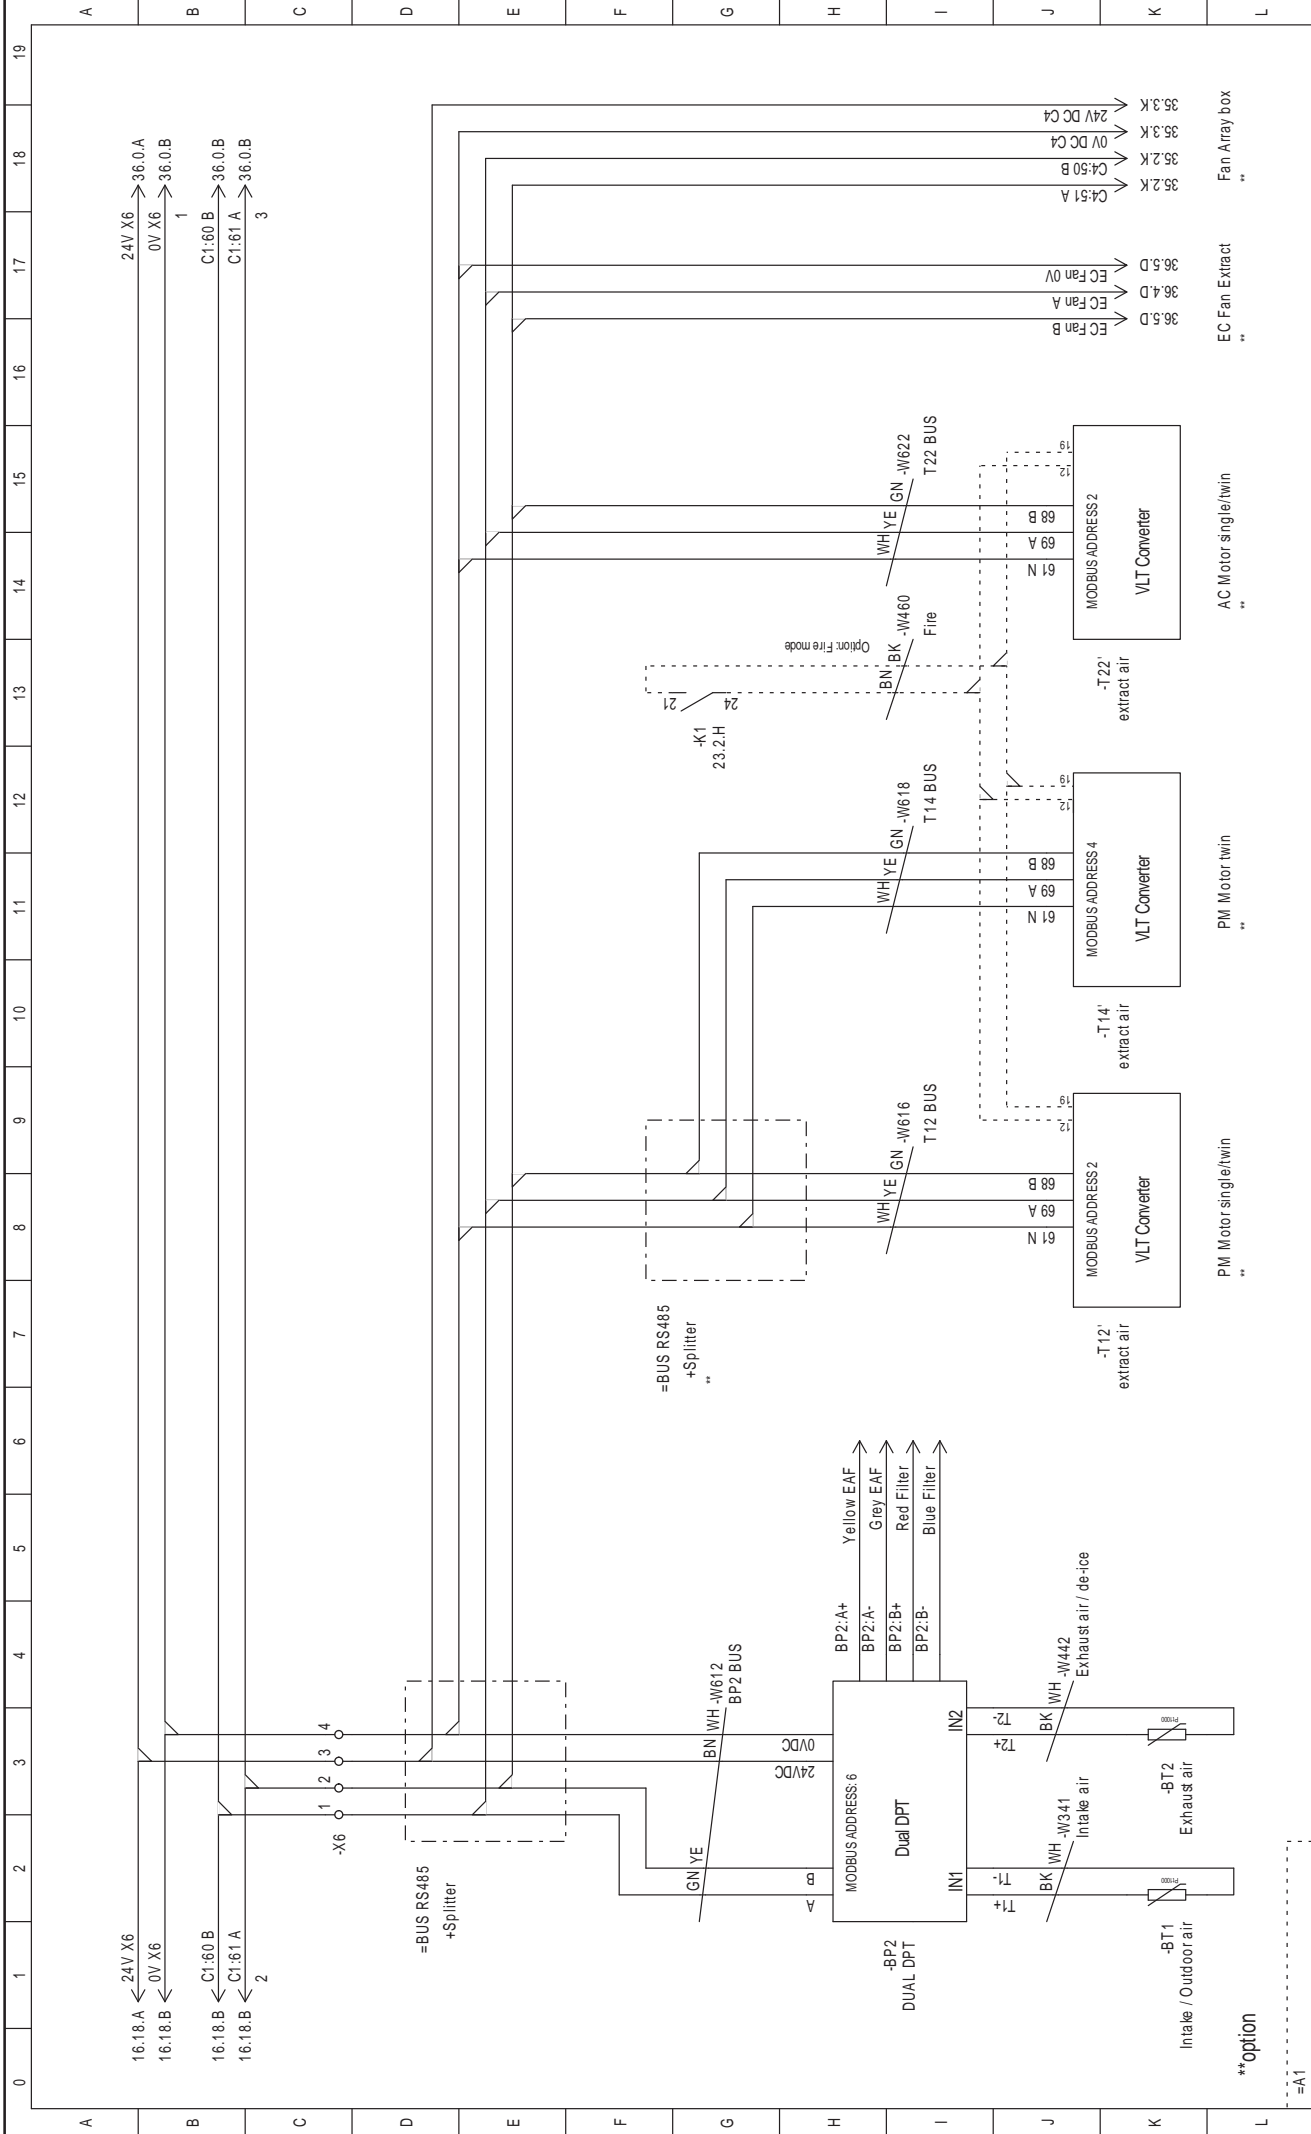 0 1 2 3 4 5 6 7 8 9 10 11 12 13 14 15 16 17 18 19
A
B
C
D
E
F
G
H
I
J
K
L
16.18.A
24V X6
16.18.B
0V X6
16.18.B
C1:60 B
16.18.B
C1:61 A
2
24V X6
36.0.A
0V X6
36.0.B
1
C1:60 B
36.0.B
C1:61 A
36.0.B
3
-X6
1
2
3
4
=BUS RS485
+Splitter
GN YE
BN WH -W612
BP2 BUS
A
B
24VDC
0VDC
-BP2
DUAL DPT
MODBUS ADDRESS: 6
Dual DPT
IN1
IN2
BP2:A+
Yellow EAF
BP2:A-
Grey EAF
BP2:B+
Red Filter
BP2:B-
Blue Filter
T1+
T1-
BK WH -W341
Intake air
T2+
T2-
BK WH -W442
Exhaust air / de-ice
Pt1000
-BT1
Intake / Outdoor air
Pt1000
-BT2
Exhaust air
=BUS RS485
+Splitter
**
WH YE GN -W616
T12 BUS
61 N
69 A
68 B
12
19
MODBUS ADDRESS 2
VLT Converter
-T12'
extract air
PM Motor single/twin
**
WH YE GN -W618
T14 BUS
61 N
69 A
68 B
12
19
MODBUS ADDRESS 4
VLT Converter
-T14'
extract air
PM Motor twin
**
-K1
23.2.H
21
24
Option: Fire mode
BN BK -W460
Fire
WH YE GN -W622
T22 BUS
61 N
69 A
68 B
12
19
MODBUS ADDRESS 2
VLT Converter
-T22'
extract air
AC Motor single/twin
**
EC Fan B
36.5.D
EC Fan A
36.4.D
EC Fan 0V
36.5.D
EC Fan Extract
**
C4:51 A
35.2.K
C4:50 B
35.2.K
0V DC C4
35.3.K
24V DC C4
35.3.K
Fan Array box
**
**option
=A1
A
B
C
D
E
F
G
H
I
J
K
L